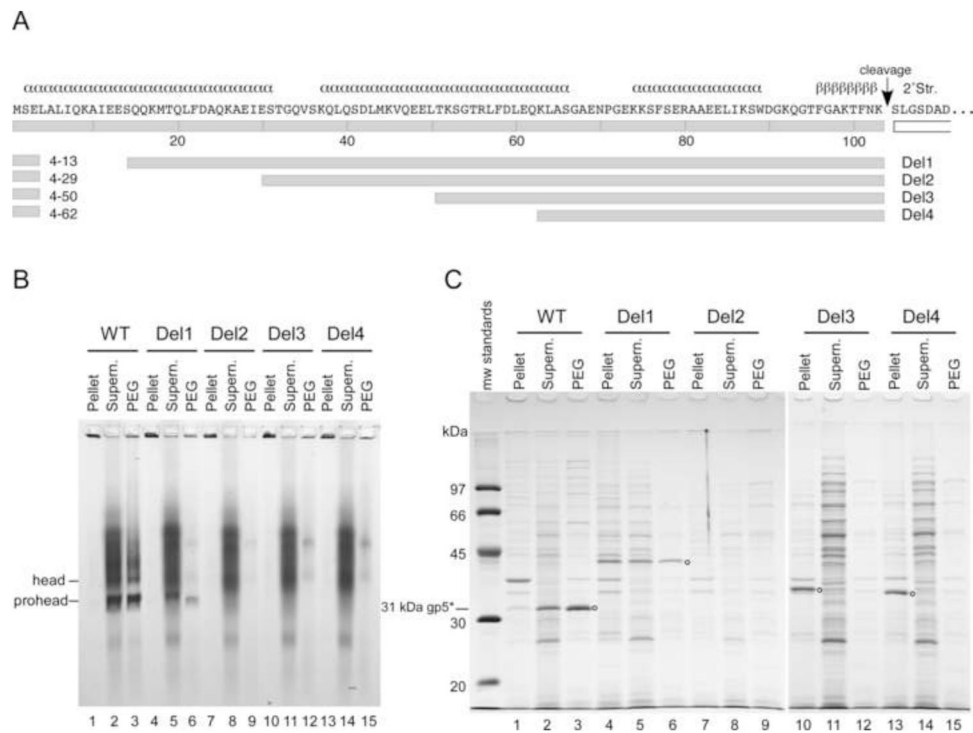 A
cleavage
αααααααααααααααααααααααααααααα αααααααααααααααααααααααααααααα αααααααααααααααα ββββββββ 2˚Str.
MSELALIQKAIEESQQKMTQLFDAQKAEIESTGQVSKQLQSDLMKVQEELTKSGTRLFDLEQKLASGAENPGEKKSFSERAAEELIKSWDGKQGTFGAKTFNK SLGSDAD...
20 40 60 80 100
4-13 Del1
4-29 Del2
4-50 Del3
4-62 Del4
B
WT Del1 Del2 Del3 Del4
Pellet Supern. PEG Pellet Supern. PEG Pellet Supern. PEG Pellet Supern. PEG Pellet Supern. PEG
head
prohead
1 2 3 4 5 6 7 8 9 10 11 12 13 14 15
C
WT Del1 Del2 Del3 Del4
mw standards Pellet Supern. PEG Pellet Supern. PEG Pellet Supern. PEG Pellet Supern. PEG Pellet Supern. PEG
kDa
97
66
45
31 kDa gp5*
30
20
1 2 3 4 5 6 7 8 9 10 11 12 13 14 15